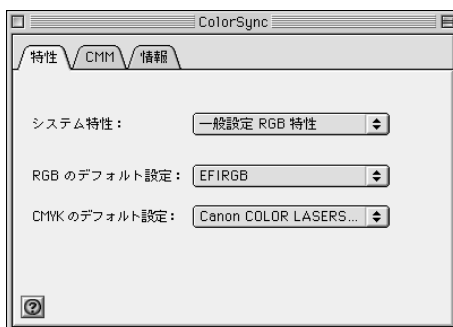 ColorSync
特性 CMM 情報
システム特性： 一般設定 RGB 特性
RGB のデフォルト設定： EFIRGB
CMYK のデフォルト設定： Canon COLOR LASERS...
?